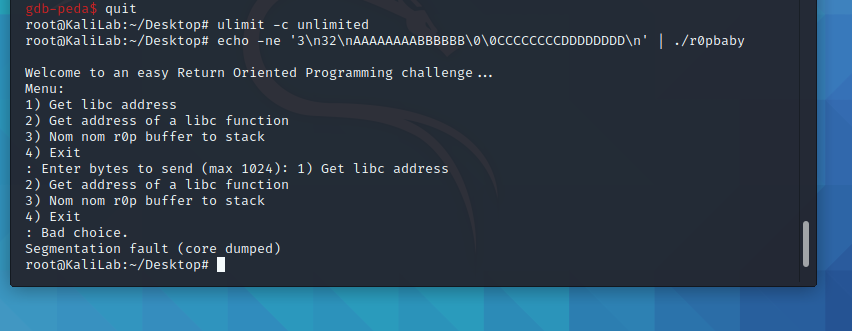 gdb-peda$ quit
root@KaliLab:~/Desktop# ulimit -c unlimited
root@KaliLab:~/Desktop# echo -ne '3\n32\nAAAAAAAABBBBBB\0\0CCCCCCCCDDDDDDDD\n' | ./r0pbaby
Welcome to an easy Return Oriented Programming challenge...
Menu:
1) Get libc address
2) Get address of a libc function
3) Nom nom r0p buffer to stack
4) Exit
: Enter bytes to send (max 1024): 1) Get libc address
2) Get address of a libc function
3) Nom nom r0p buffer to stack
4) Exit
: Bad choice.
Segmentation fault (core dumped)
root@KaliLab:~/Desktop#